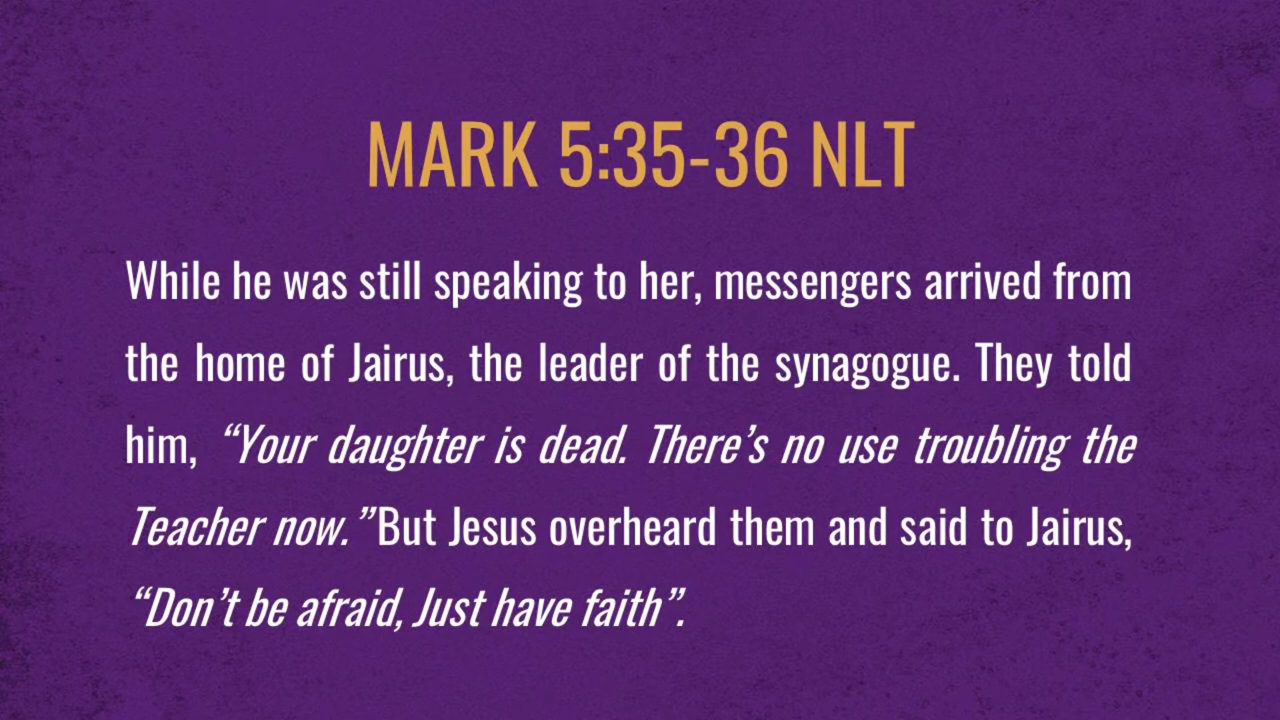 MARK 5:35-36 NLT
While he was still speaking to her, messengers arrived from
the home of Jairus, the leader of the synagogue. They told
him, “Your daughter is dead. There’s no use troubling the
Teacher now.”But Jesus overheard them and said to Jairus,
“Don’t be afraid, Just have faith”.